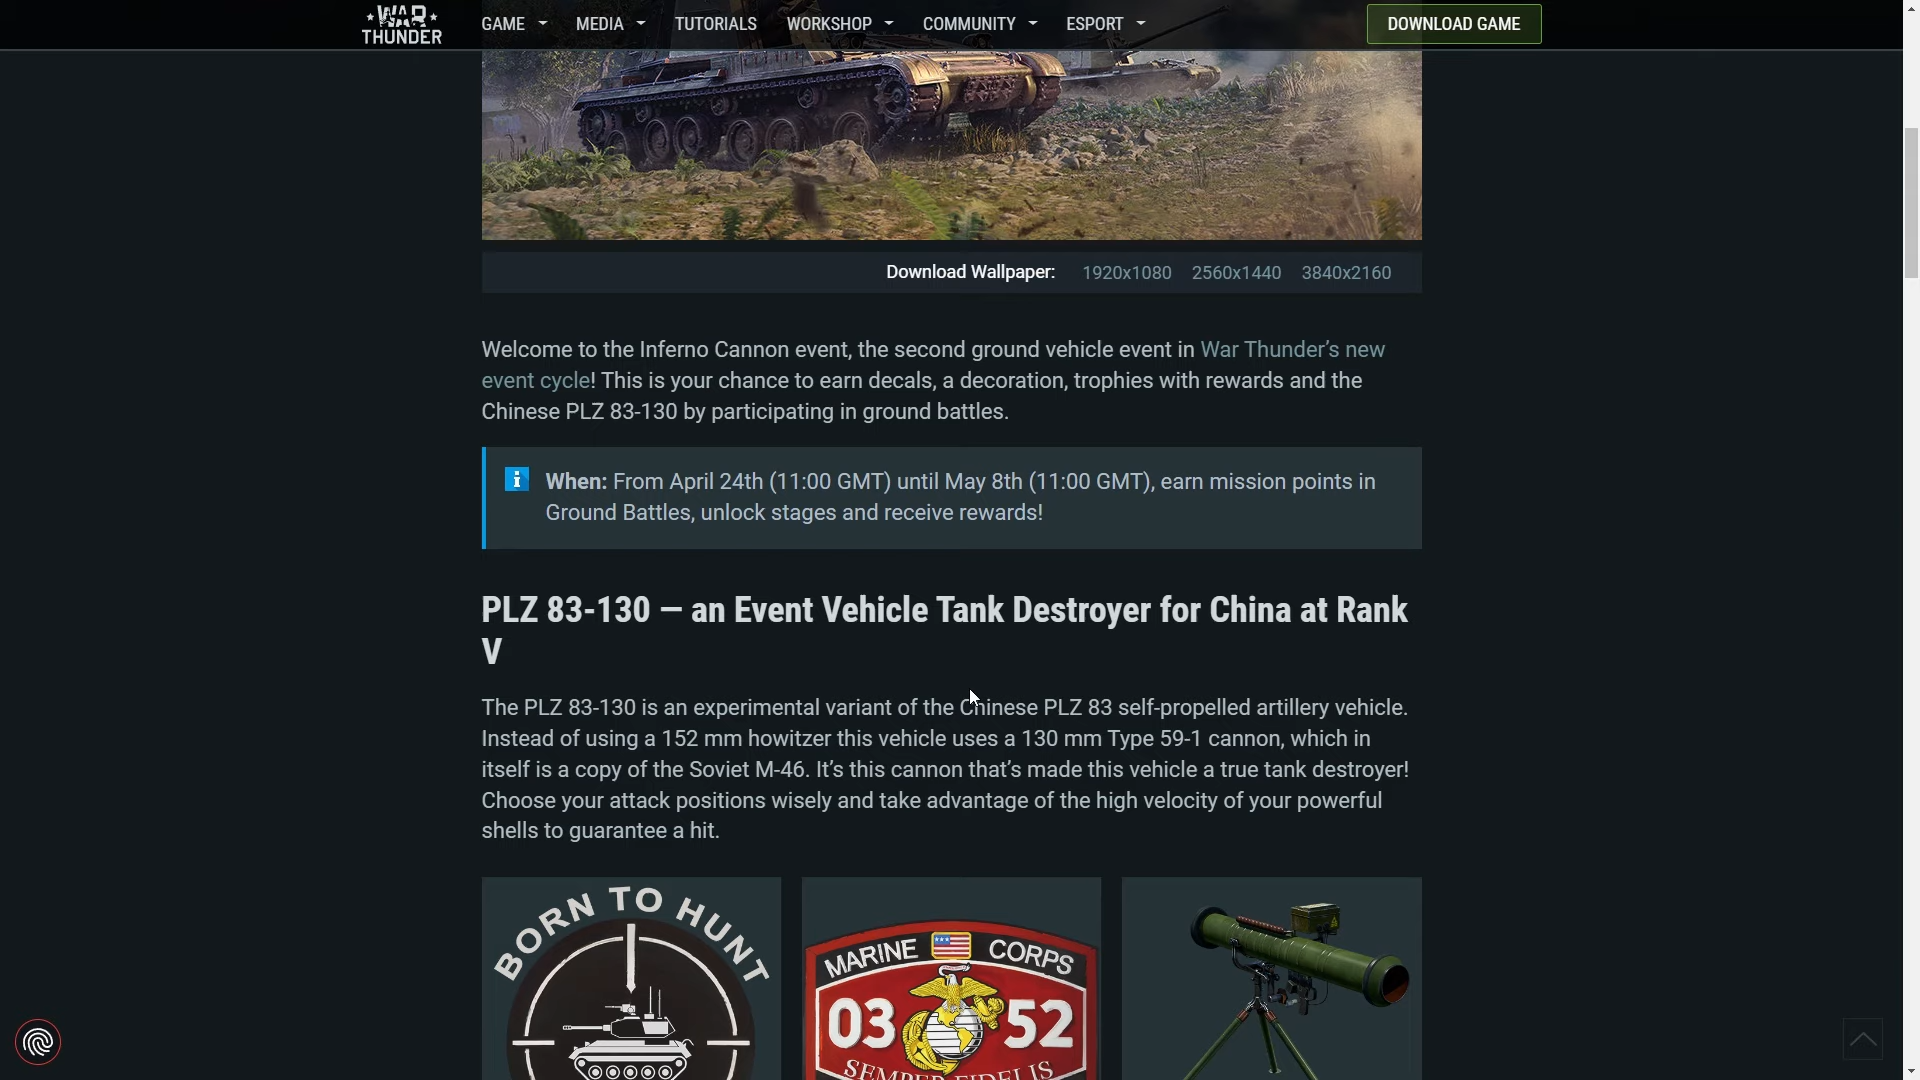 WAR
THUNDER
GAME
MEDIA
TUTORIALS
WORKSHOP
COMMUNITY
ESPORT
DOWNLOAD GAME
Download Wallpaper: 1920x1080 2560x1440 3840x2160
Welcome to the Inferno Cannon event, the second ground vehicle event in War Thunder’s new
event cycle! This is your chance to earn decals, a decoration, trophies with rewards and the
Chinese PLZ 83-130 by participating in ground battles.
When: From April 24th (11:00 GMT) until May 8th (11:00 GMT), earn mission points in
Ground Battles, unlock stages and receive rewards!
PLZ 83-130 — an Event Vehicle Tank Destroyer for China at Rank
V
The PLZ 83-130 is an experimental variant of the Chinese PLZ 83 self-propelled artillery vehicle.
Instead of using a 152 mm howitzer this vehicle uses a 130 mm Type 59-1 cannon, which in
itself is a copy of the Soviet M-46. It’s this cannon that’s made this vehicle a true tank destroyer!
Choose your attack positions wisely and take advantage of the high velocity of your powerful
shells to guarantee a hit.
BORN TO HUNT
MARINE CORPS
03 52
SEMPER FIDELIS